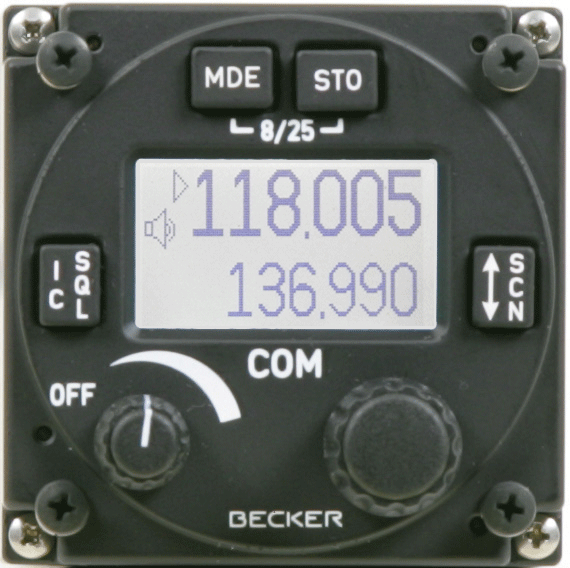 MDE STO
8/25
118.005
136.990
IC SQL
SCN
COM
OFF
BECKER